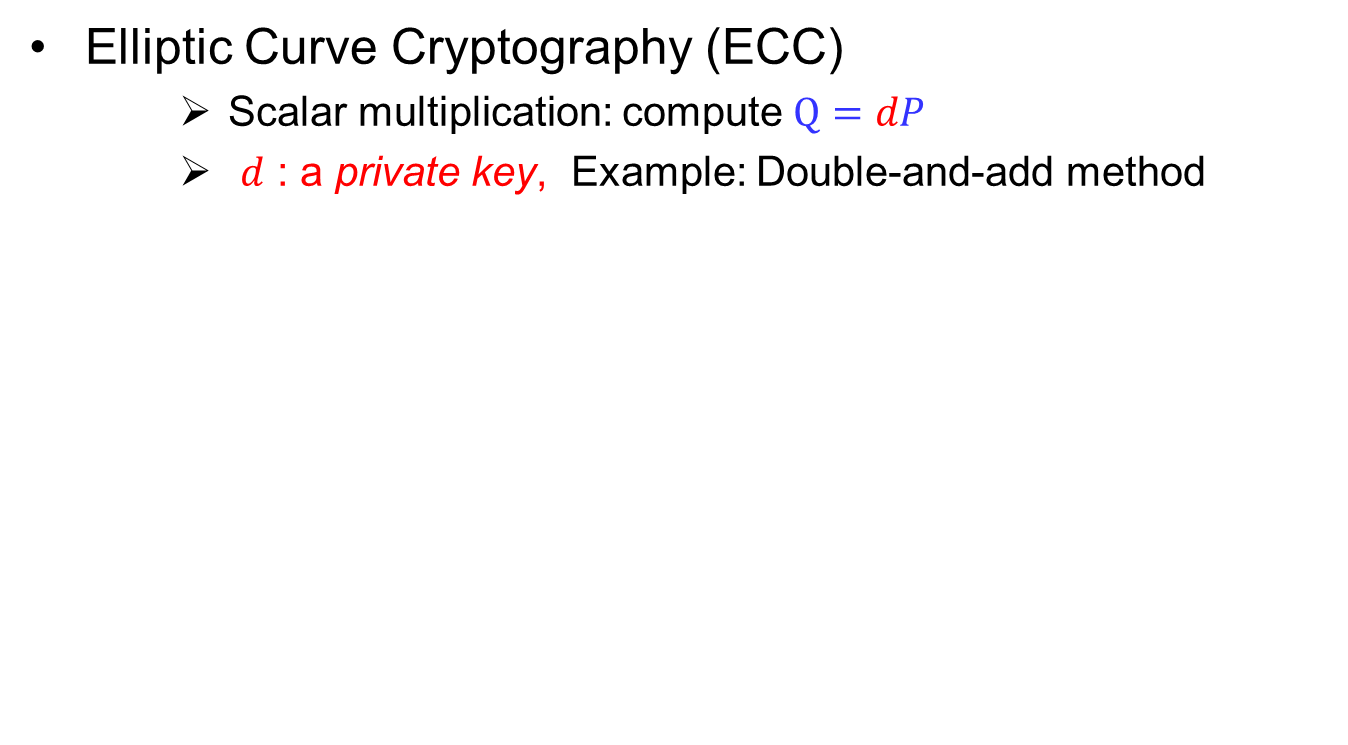 • Elliptic Curve Cryptography (ECC)
➢ Scalar multiplication: compute Q = dP
➢ d : a private key, Example: Double-and-add method